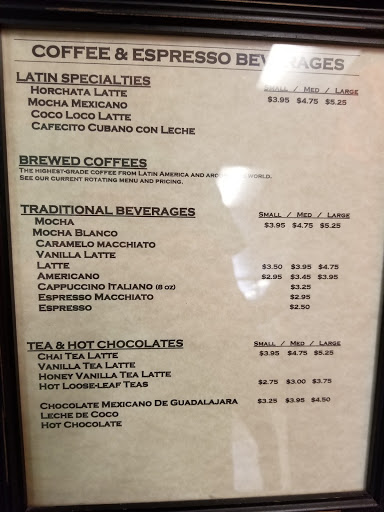 COFFEE & ESPRESSO BEVERAGES
LATIN SPECIALTIES SMALL / MED / LARGE
HORCHATA LATTE $3.95 $4.75 $5.25
MOCHA MEXICANO
COCO LOCO LATTE
CAFECITO CUBANO CON LECHE
BREWED COFFEES
THE HIGHEST-GRADE COFFEE FROM LATIN AMERICA AND WORLD.
SEE OUR CURRENT ROTATING MENU AND PRICING.
TRADITIONAL BEVERAGES SMALL / MED / LARGE
MOCHA $3.95 $4.75 $5.25
MOCHA BLANCO
CARAMELO MACCHIATO
VANILLA LATTE
LATTE $3.50 $3.95 $4.75
AMERICANO $2.95 $3.45 $3.95
CAPPUCCINO ITALIANO (8 OZ) $3.25
ESPRESSO MACCHIATO $2.95
ESPRESSO $2.50
TEA & HOT CHOCOLATES SMALL / MED / LARGE
CHAI TEA LATTE $3.95 $4.75 $5.25
VANILLA TEA LATTE
HONEY VANILLA TEA LATTE
HOT LOOSE-LEAF TEAS $2.75 $3.00 $3.75
CHOCOLATE MEXICANO DE GUADALAJARA $3.25 $3.95 $4.50
LECHE DE COCO
HOT CHOCOLATE